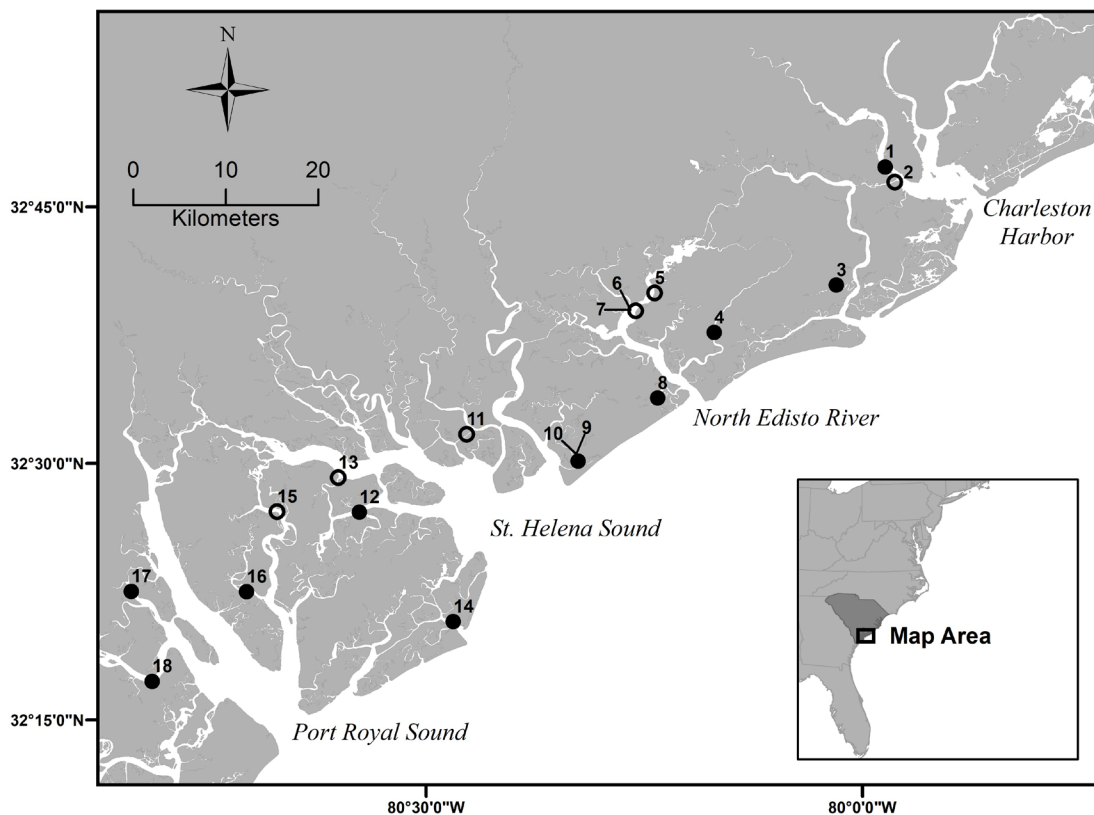 N
0 10 20
Kilometers
1
2
32°45'0"N
Charleston
Harbor
3
5
6
7
4
8
North Edisto River
11
10 9
32°30'0"N
13
15
12
St. Helena Sound
17
16
14
Map Area
18
32°15'0"N
Port Royal Sound
80°30'0"W
80°0'0"W